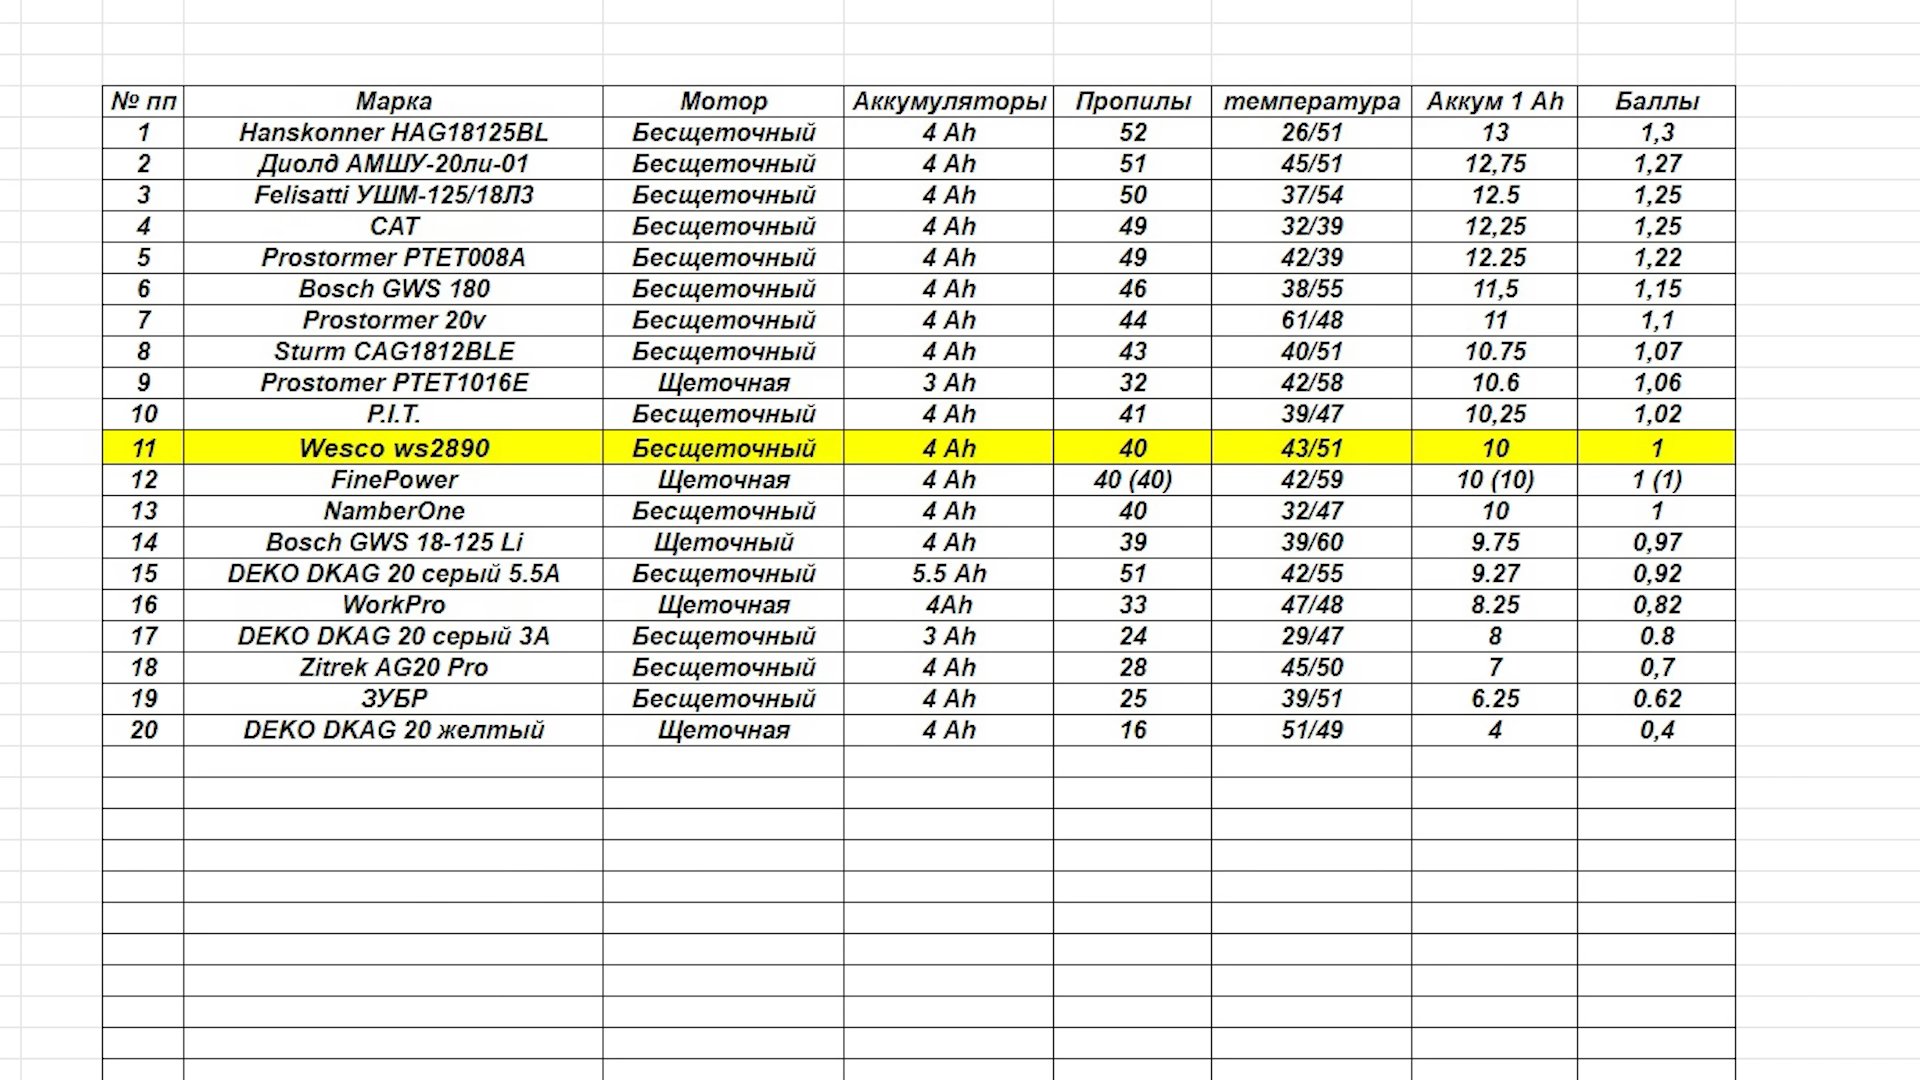 № пп Марка Мотор Аккумуляторы Пропилы температура Аккум 1 Ah Баллы
1 Hanskonner HAG18125BL Бесщеточный 4 Ah 52 26/51 13 1,3
2 Диолд АМШУ-20ли-01 Бесщеточный 4 Ah 51 45/51 12,75 1,27
3 Felisatti УШМ-125/18Л3 Бесщеточный 4 Ah 50 37/54 12.5 1,25
4 CAT Бесщеточный 4 Ah 49 32/39 12,25 1,25
5 Prostormer PTET008A Бесщеточный 4 Ah 49 42/39 12.25 1,22
6 Bosch GWS 180 Бесщеточный 4 Ah 46 38/55 11,5 1,15
7 Prostormer 20v Бесщеточный 4 Ah 44 61/48 11 1,1
8 Sturm CAG1812BLE Бесщеточный 4 Ah 43 40/51 10.75 1,07
9 Prostomer PTET1016E Щеточная 3 Ah 32 42/58 10.6 1,06
10 P.I.T. Бесщеточный 4 Ah 41 39/47 10,25 1,02
11 Wesco ws2890 Бесщеточный 4 Ah 40 43/51 10 1
12 FinePower Щеточная 4 Ah 40 (40) 42/59 10 (10) 1 (1)
13 NamberOne Бесщеточный 4 Ah 40 32/47 10 1
14 Bosch GWS 18-125 Li Щеточный 4 Ah 39 39/60 9.75 0,97
15 DEKO DKAG 20 серый 5.5А Бесщеточный 5.5 Ah 51 42/55 9.27 0,92
16 WorkPro Щеточная 4Ah 33 47/48 8.25 0,82
17 DEKO DKAG 20 серый 3А Бесщеточный 3 Ah 24 29/47 8 0.8
18 Zitrek AG20 Pro Бесщеточный 4 Ah 28 45/50 7 0,7
19 ЗУБР Бесщеточный 4 Ah 25 39/51 6.25 0.62
20 DEKO DKAG 20 желтый Щеточная 4 Ah 16 51/49 4 0,4